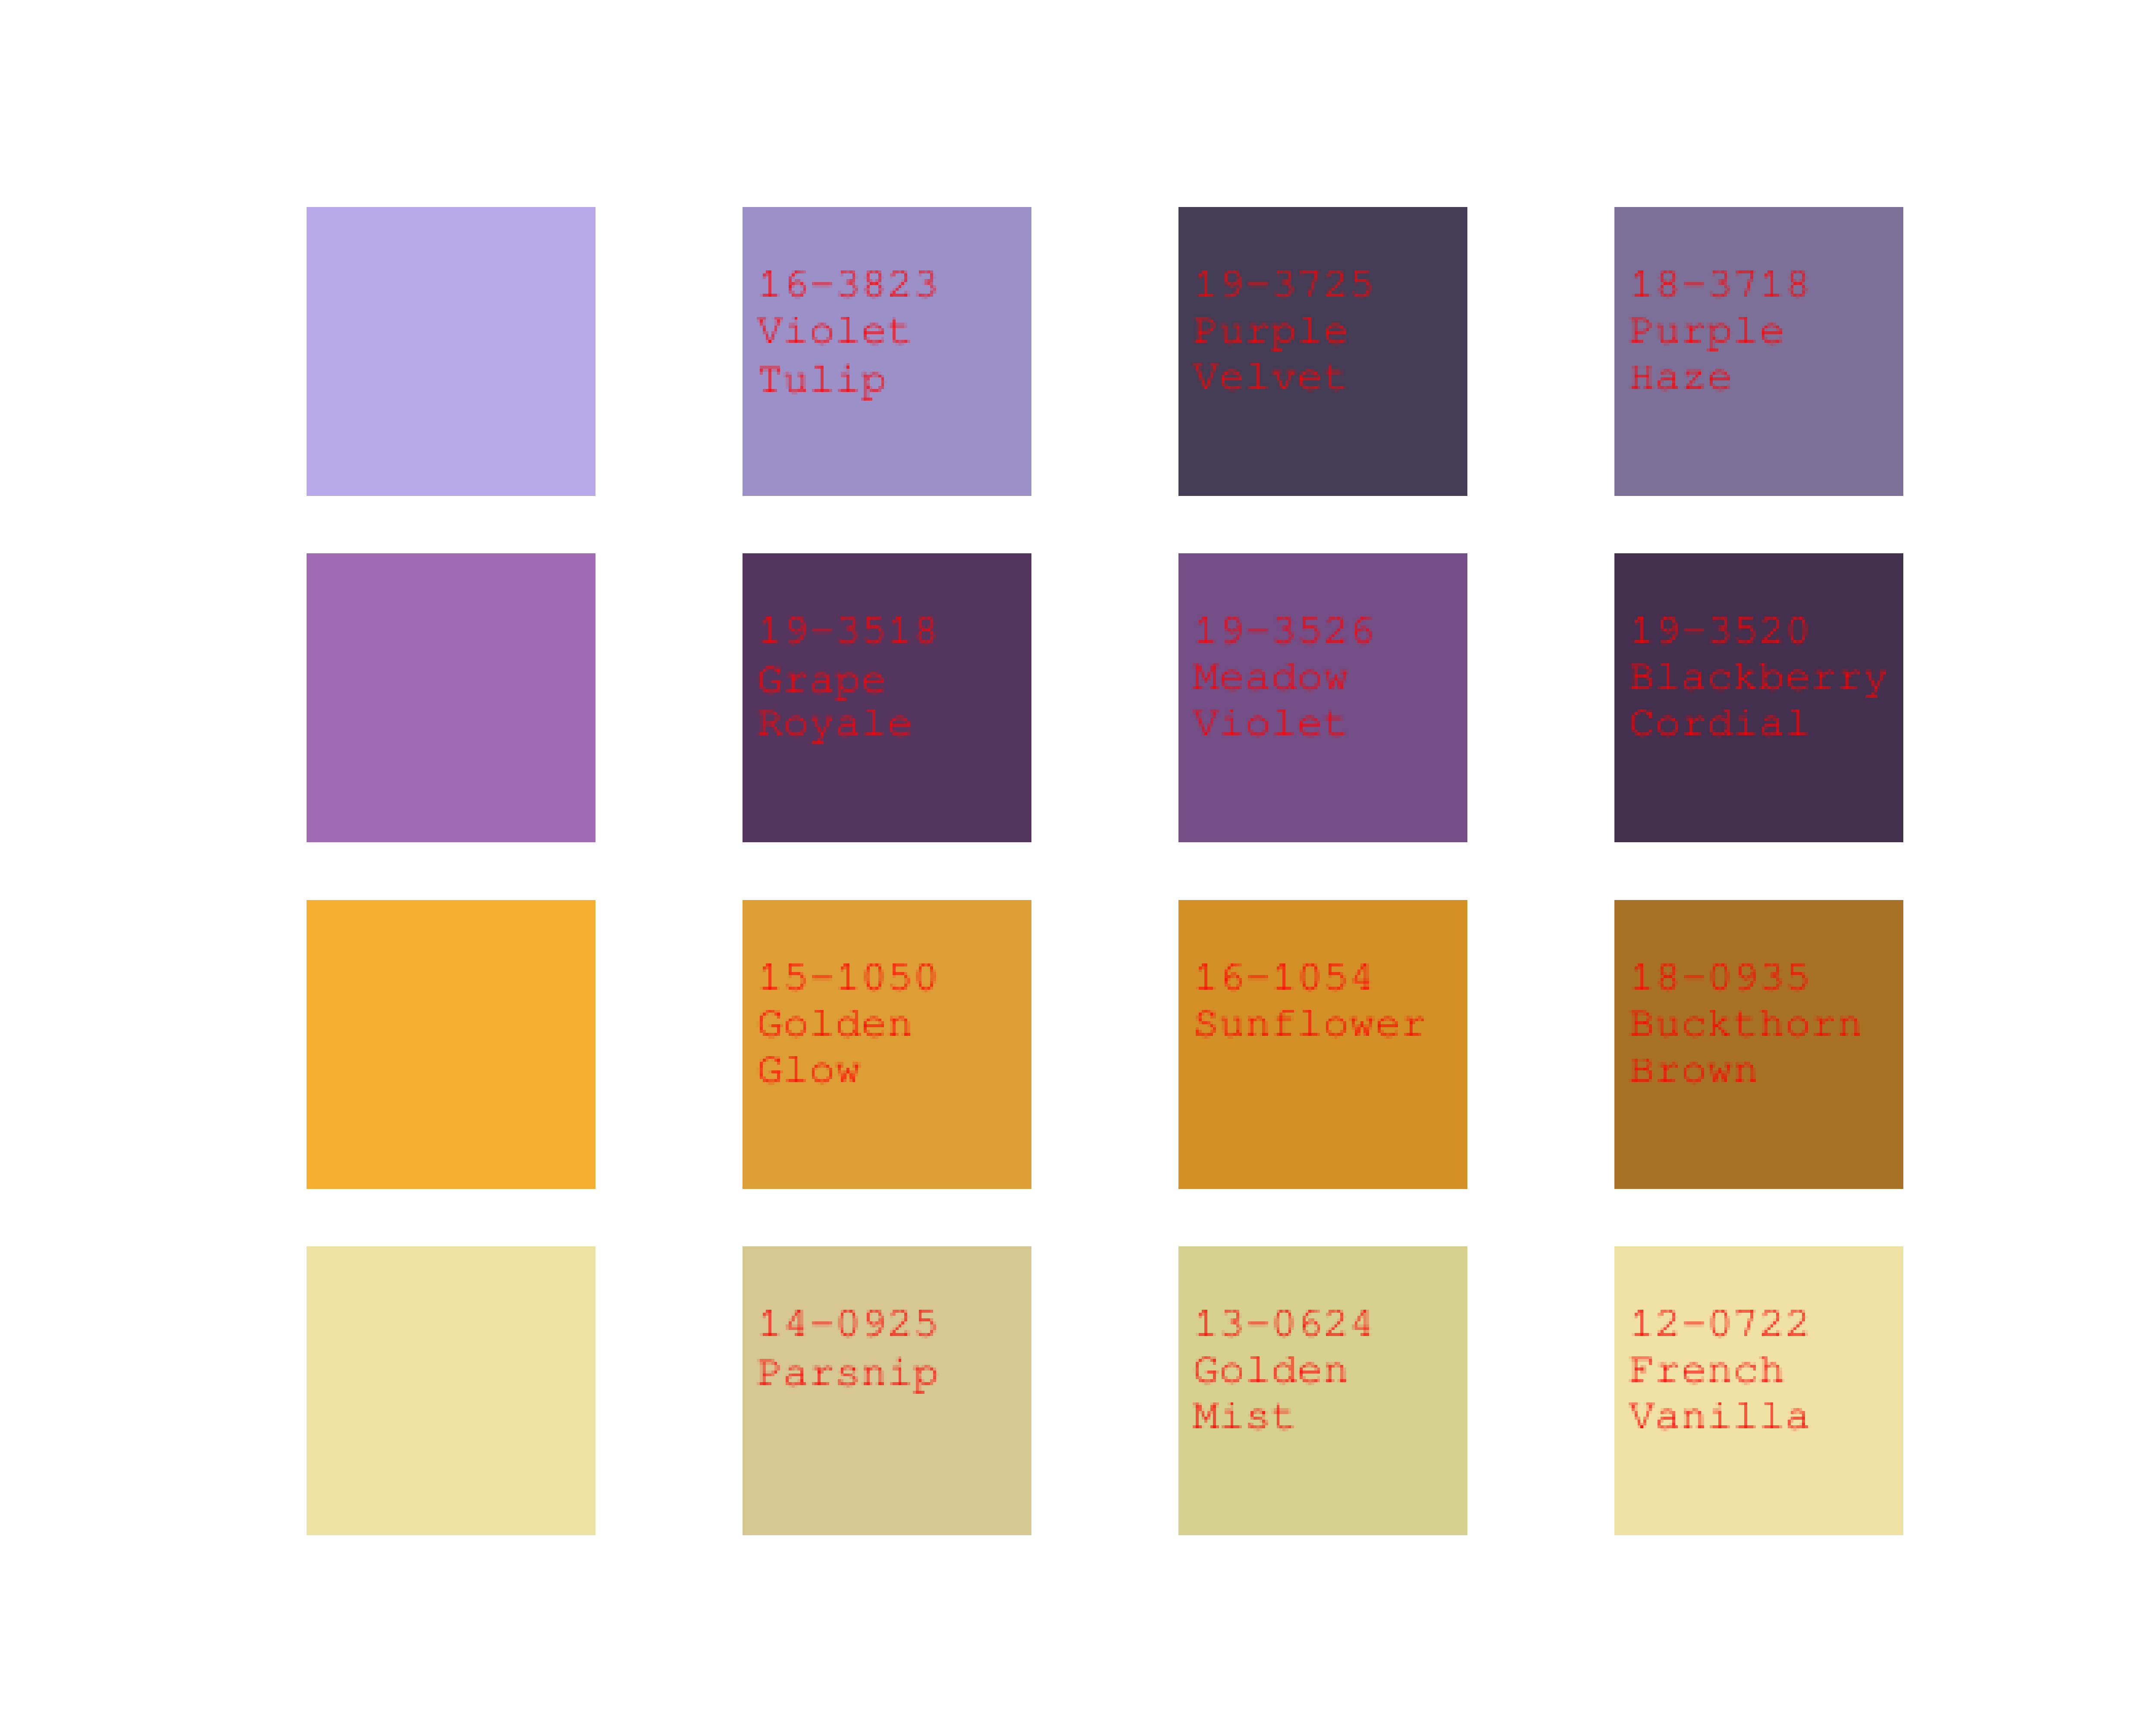 16-3823
Violet
Tulip
19-3725
Purple
Velvet
18-3718
Purple
Haze
19-3518
Grape
Royale
19-3526
Meadow
Violet
19-3520
Blackberry
Cordial
15-1050
Golden
Glow
16-1054
Sunflower
18-0935
Buckthorn
Brown
14-0925
Parsnip
13-0624
Golden
Mist
12-0722
French
Vanilla